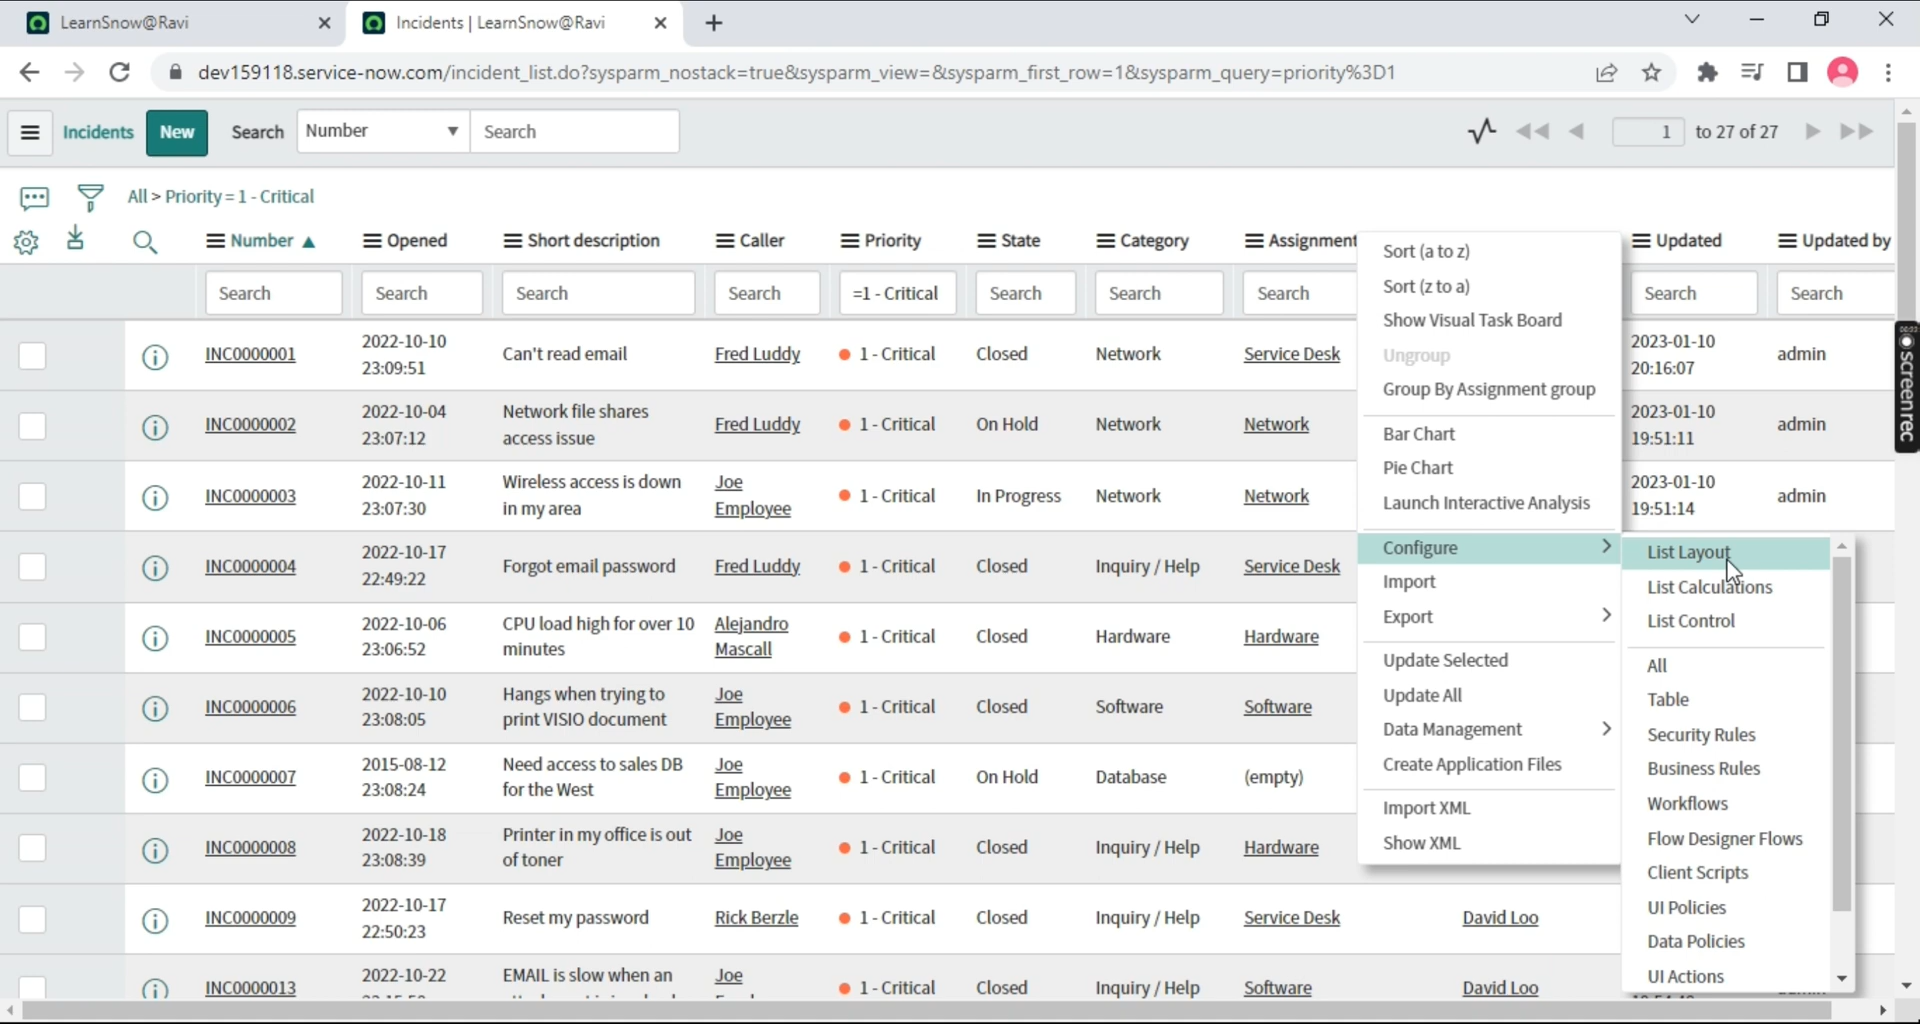 LearnSnow@Ravi
Incidents | LearnSnow@Ravi
dev159118.service-now.com/incident_list.do?sysparm_nostack=true&sysparm_view=&sysparm_first_row=1&sysparm_query=priority%3D1
Incidents New Search Number Search 1 to 27 of 27
All > Priority = 1 - Critical
Number Opened Short description Caller Priority State Category Assignment Updated Updated by
Search Search Search Search =1 - Critical Search Search Search Search Search
INC0000001 2022-10-10 23:09:51 Can't read email Fred Luddy 1 - Critical Closed Network Service Desk 2023-01-10 20:16:07 admin
INC0000002 2022-10-04 23:07:12 Network file shares access issue Fred Luddy 1 - Critical On Hold Network Network 2023-01-10 19:51:11 admin
INC0000003 2022-10-11 23:07:30 Wireless access is down in my area Joe Employee 1 - Critical In Progress Network Network 2023-01-10 19:51:14 admin
INC0000004 2022-10-17 22:49:22 Forgot email password Fred Luddy 1 - Critical Closed Inquiry / Help Service Desk
INC0000005 2022-10-06 23:06:52 CPU load high for over 10 minutes Alejandro Mascall 1 - Critical Closed Hardware Hardware
INC0000006 2022-10-10 23:08:05 Hangs when trying to print VISIO document Joe Employee 1 - Critical Closed Software Software
INC0000007 2015-08-12 23:08:24 Need access to sales DB for the West Joe Employee 1 - Critical On Hold Database (empty)
INC0000008 2022-10-18 23:08:39 Printer in my office is out of toner Joe Employee 1 - Critical Closed Inquiry / Help Hardware
INC0000009 2022-10-17 22:50:23 Reset my password Rick Berzle 1 - Critical Closed Inquiry / Help Service Desk David Loo
INC0000013 2022-10-22 EMAIL is slow when an Joe 1 - Critical Closed Inquiry / Help Software David Loo
Sort (a to z)
Sort (z to a)
Show Visual Task Board
Ungroup
Group By Assignment group
Bar Chart
Pie Chart
Launch Interactive Analysis
Configure
Import
Export
Update Selected
Update All
Data Management
Create Application Files
Import XML
Show XML
List Layout
List Calculations
List Control
All
Table
Security Rules
Business Rules
Workflows
Flow Designer Flows
Client Scripts
UI Policies
Data Policies
UI Actions
screenrec